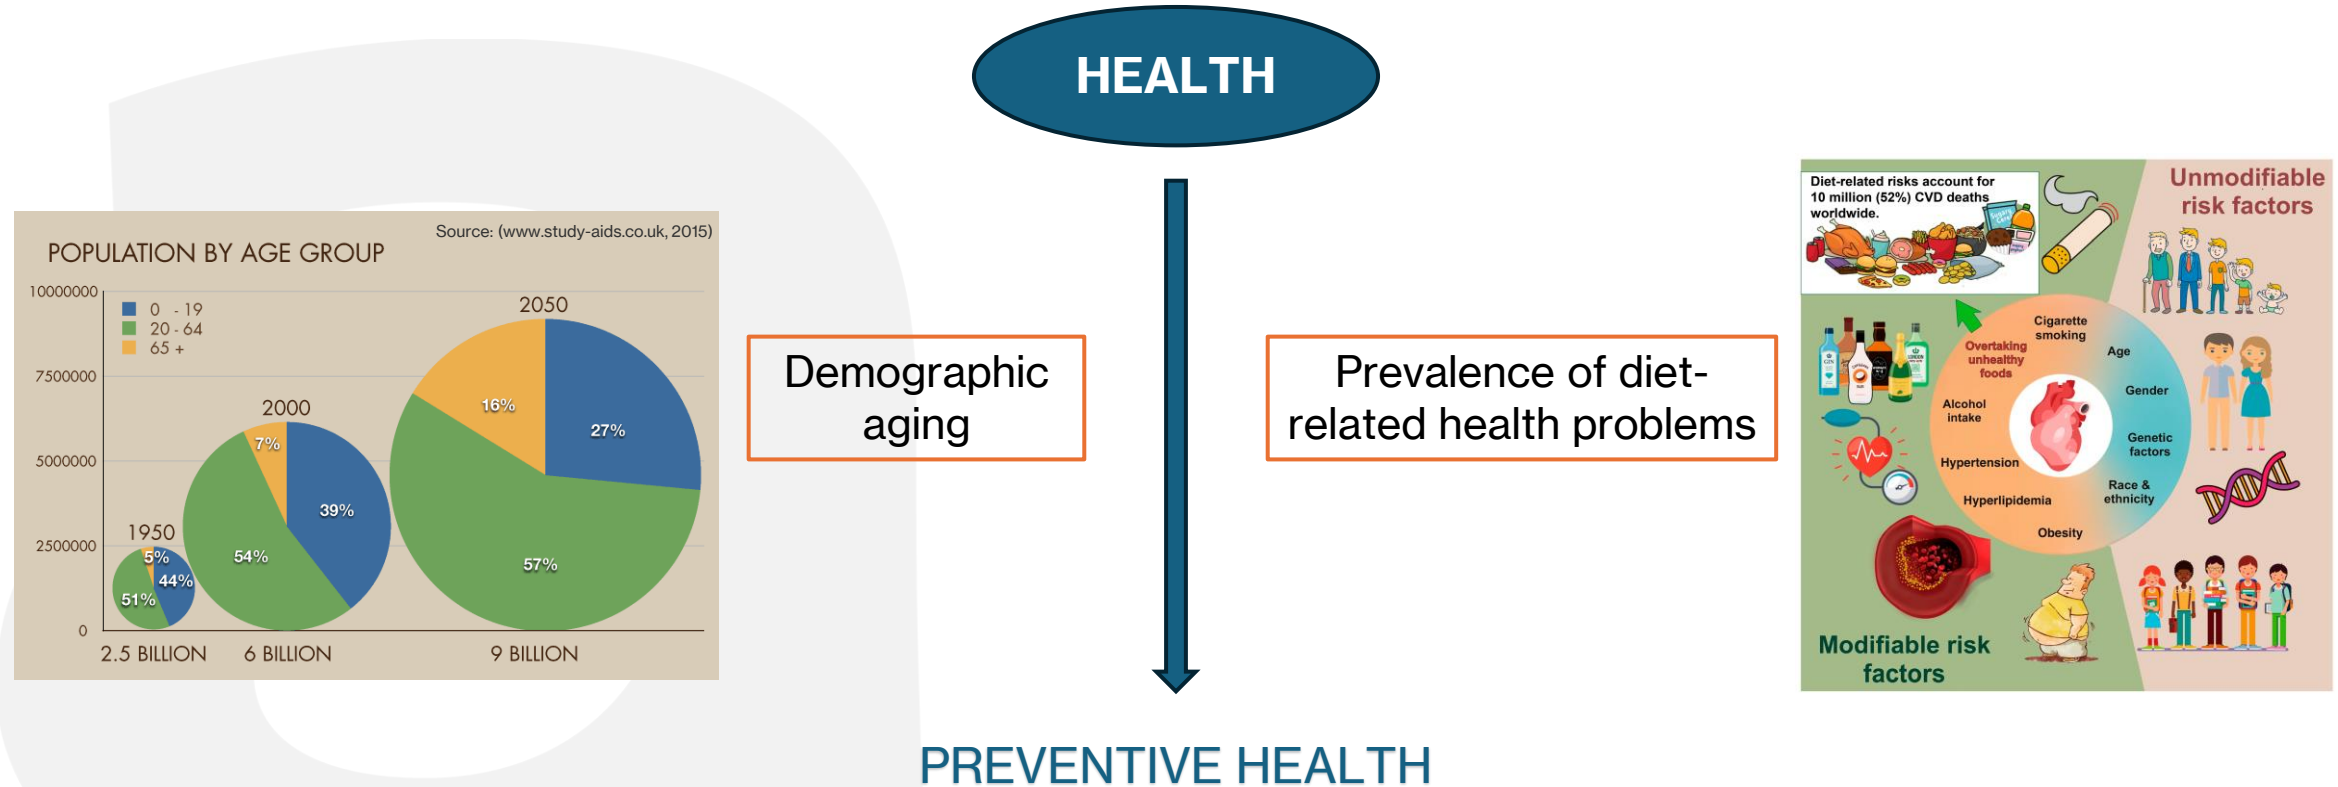 HEALTH
Source: (www.study-aids.co.uk, 2015)
POPULATION BY AGE GROUP
10000000
7500000
5000000
2500000
0
0 - 19
20 - 64
65 +
1950
5%
44%
51%
2000
7%
39%
54%
2050
16%
27%
57%
2.5 BILLION
6 BILLION
9 BILLION
Demographic
aging
Prevalence of diet-
related health problems
Diet-related risks account for
10 million (52%) CVD deaths
worldwide.
Unmodifiable
risk factors
Cigarette
smoking
Overtaking
unhealthy
foods
Age
Gender
Alcohol
intake
Genetic
factors
Hypertension
Race &
ethnicity
Hyperlipidemia
Obesity
Modifiable risk
factors
PREVENTIVE HEALTH